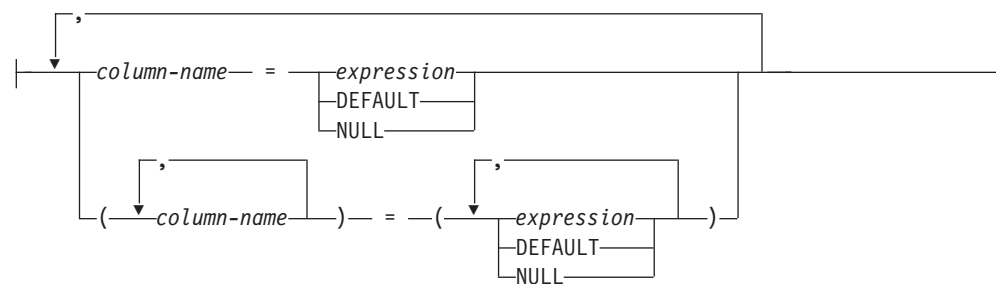 ,
column-name = expression
DEFAULT
NULL
, ,
( column-name ) = ( expression )
DEFAULT
NULL